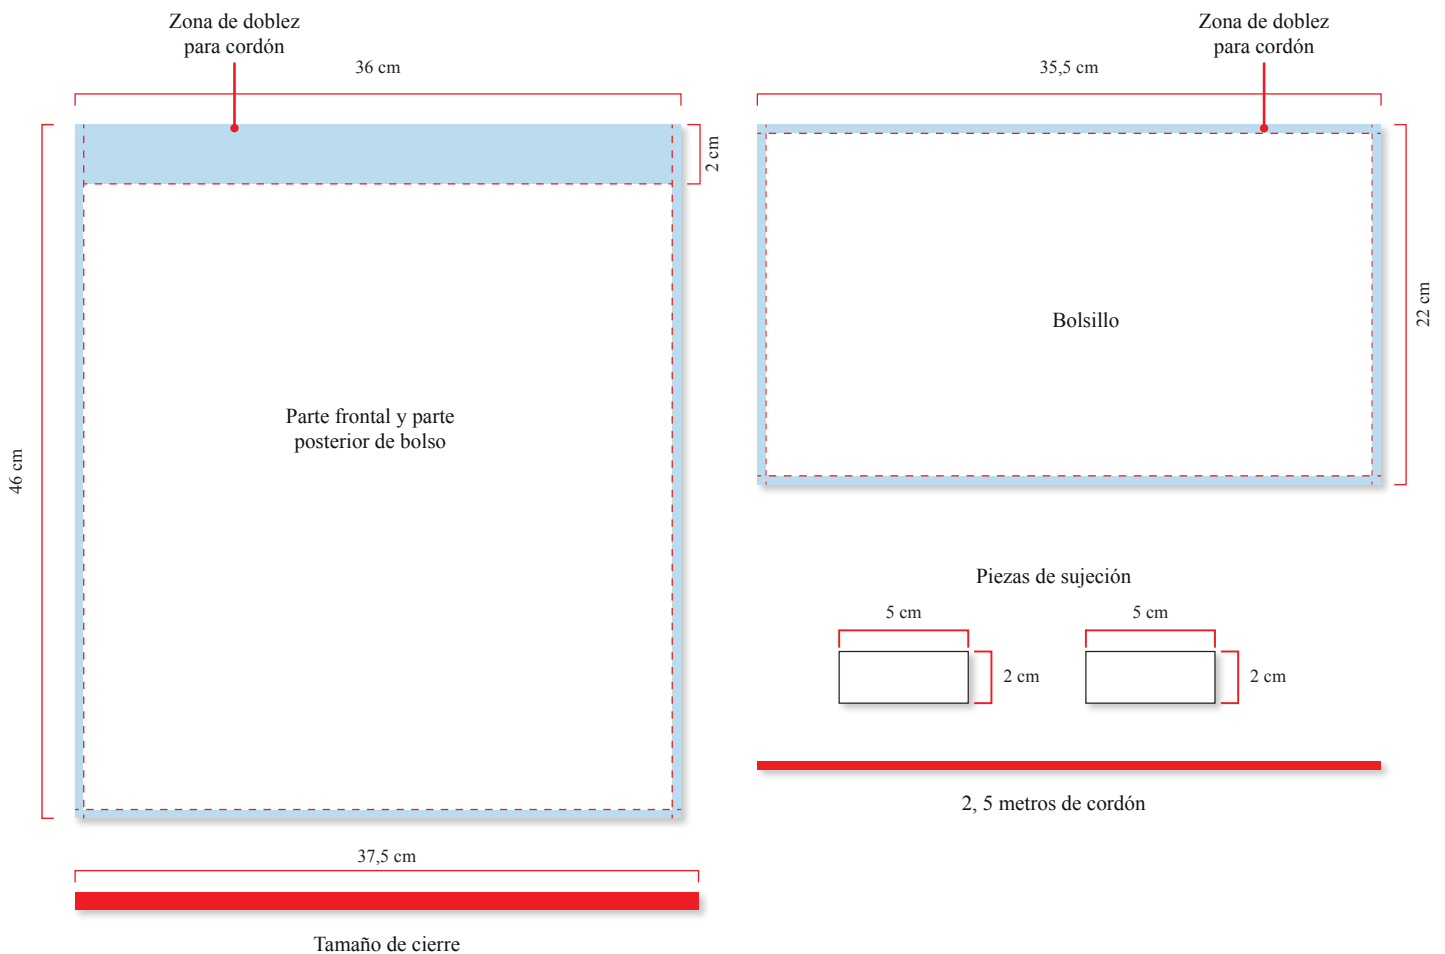 Zona de doblez
para cordón
36 cm
2 cm
46 cm
Parte frontal y parte
posterior de bolso
37,5 cm
Tamaño de cierre
Zona de doblez
para cordón
35,5 cm
22 cm
Bolsillo
Piezas de sujeción
5 cm
2 cm
5 cm
2 cm
2, 5 metros de cordón